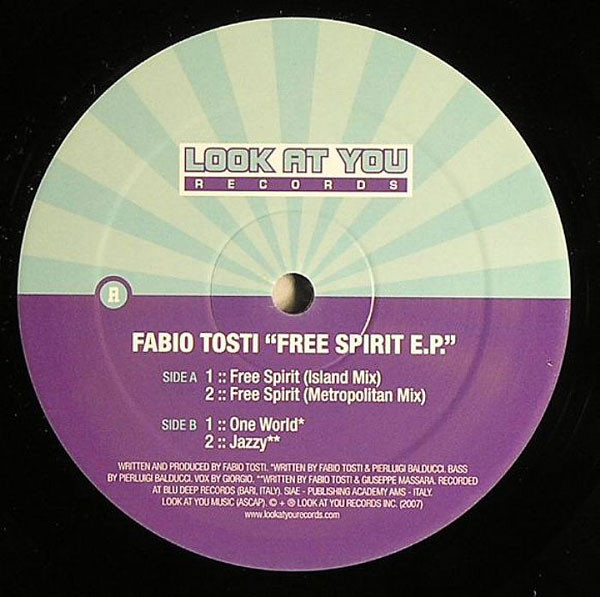 LOOK AT YOU
RECORDS
A
FABIO TOSTI “FREE SPIRIT E.P.”
SIDE A 1 :: Free Spirit (Island Mix)
2 :: Free Spirit (Metropolitan Mix)
SIDE B 1 :: One World*
2 :: Jazzy**
WRITTEN AND PRODUCED BY FABIO TOSTI. *WRITTEN BY FABIO TOSTI & PIERLUIGI BALDUCCI. BASS
BY PIERLUIGI BALDUCCI. VOX BY GIORGIO. **WRITTEN BY FABIO TOSTI & GIUSEPPE MASSARA. RECORDED
AT BLU DEEP RECORDS (BARI, ITALY). SIAE - PUBLISHING ACADEMY AMS - ITALY.
LOOK AT YOU MUSIC (ASCAP). © + ℗ LOOK AT YOU RECORDS INC. (2007)
www.lookatyourecords.com